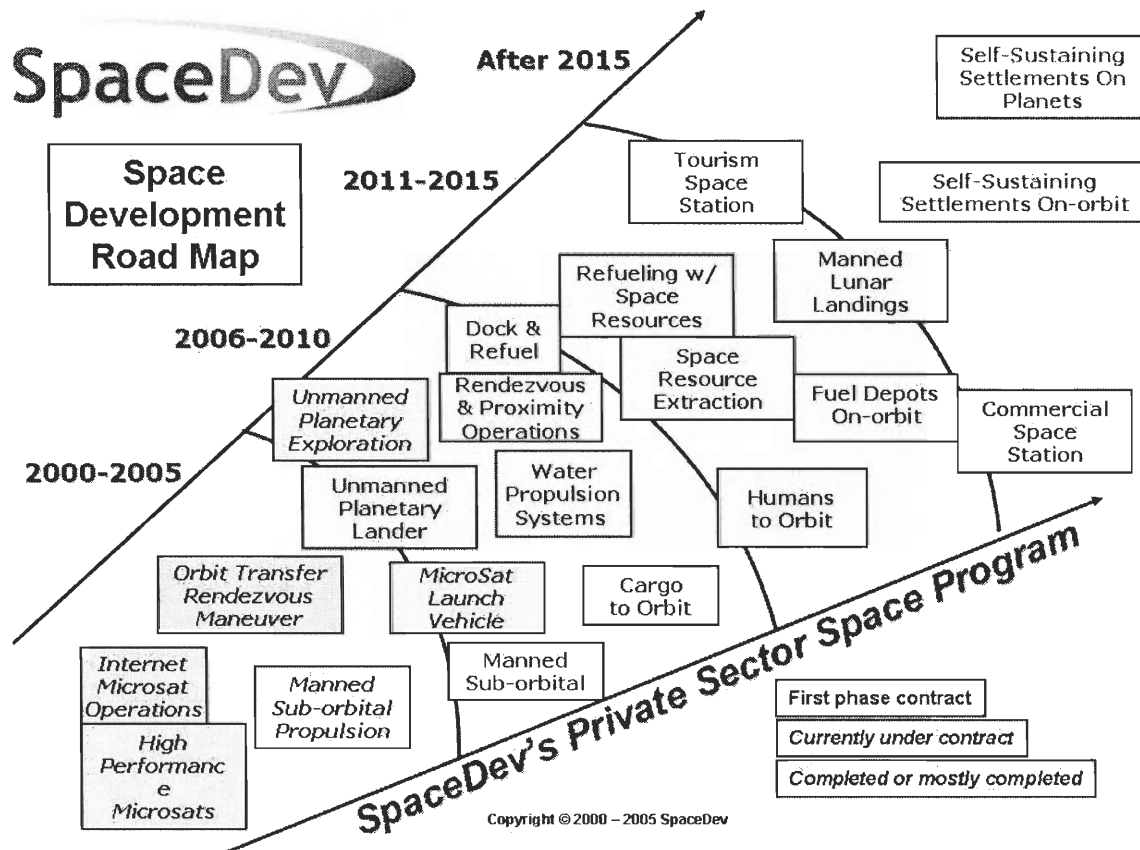 SpaceDev
Space
Development
Road Map
After 2015
2011-2015
2006-2010
2000-2005
Self-Sustaining
Settlements On
Planets
Tourism
Space
Station
Self-Sustaining
Settlements On-orbit
Refueling w/
Space
Resources
Manned
Lunar
Landings
Dock &
Refuel
Space
Resource
Extraction
Unmanned
Planetary
Exploration
Rendezvous
& Proximity
Operations
Fuel Depots
On-orbit
Commercial
Space
Station
Unmanned
Planetary
Lander
Water
Propulsion
Systems
Humans
to Orbit
Orbit Transfer
Rendezvous
Maneuver
MicroSat
Launch
Vehicle
Cargo
to Orbit
Internet
Microsat
Operations
Manned
Sub-orbital
Propulsion
Manned
Sub-orbital
High
Performanc
e
Microsats
SpaceDev's Private Sector Space Program
First phase contract
Currently under contract
Completed or mostly completed
Copyright © 2000 – 2005 SpaceDev